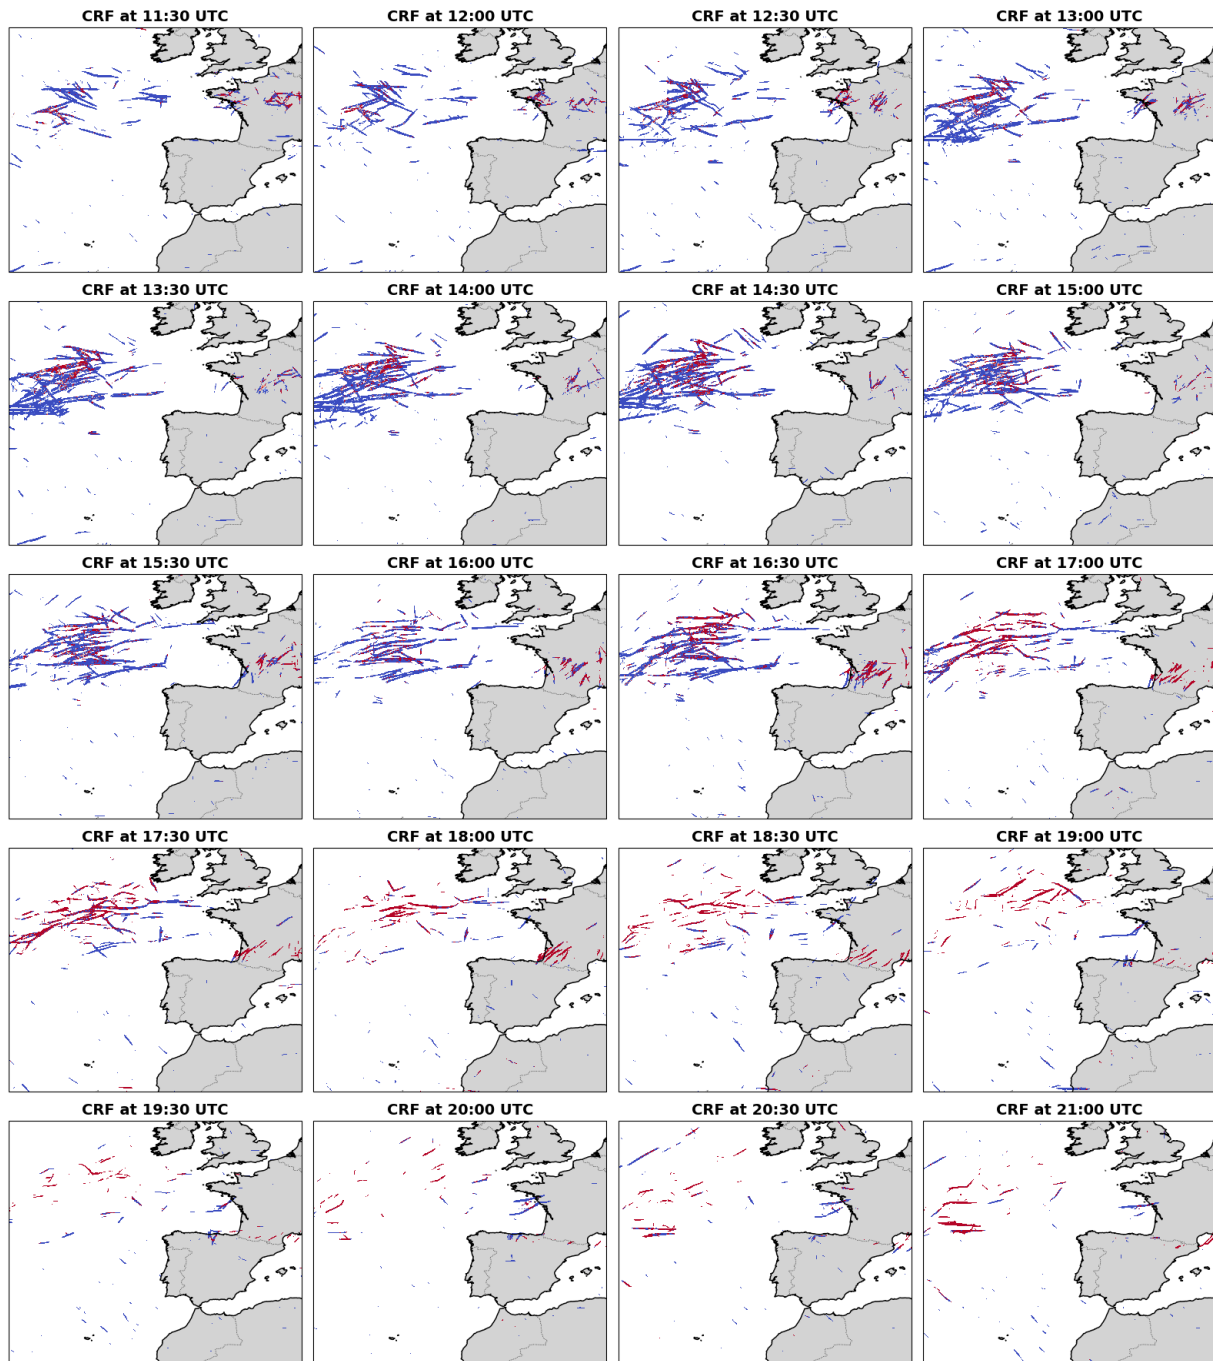 CRF at 11:30 UTC
CRF at 12:00 UTC
CRF at 12:30 UTC
CRF at 13:00 UTC
CRF at 13:30 UTC
CRF at 14:00 UTC
CRF at 14:30 UTC
CRF at 15:00 UTC
CRF at 15:30 UTC
CRF at 16:00 UTC
CRF at 16:30 UTC
CRF at 17:00 UTC
CRF at 17:30 UTC
CRF at 18:00 UTC
CRF at 18:30 UTC
CRF at 19:00 UTC
CRF at 19:30 UTC
CRF at 20:00 UTC
CRF at 20:30 UTC
CRF at 21:00 UTC